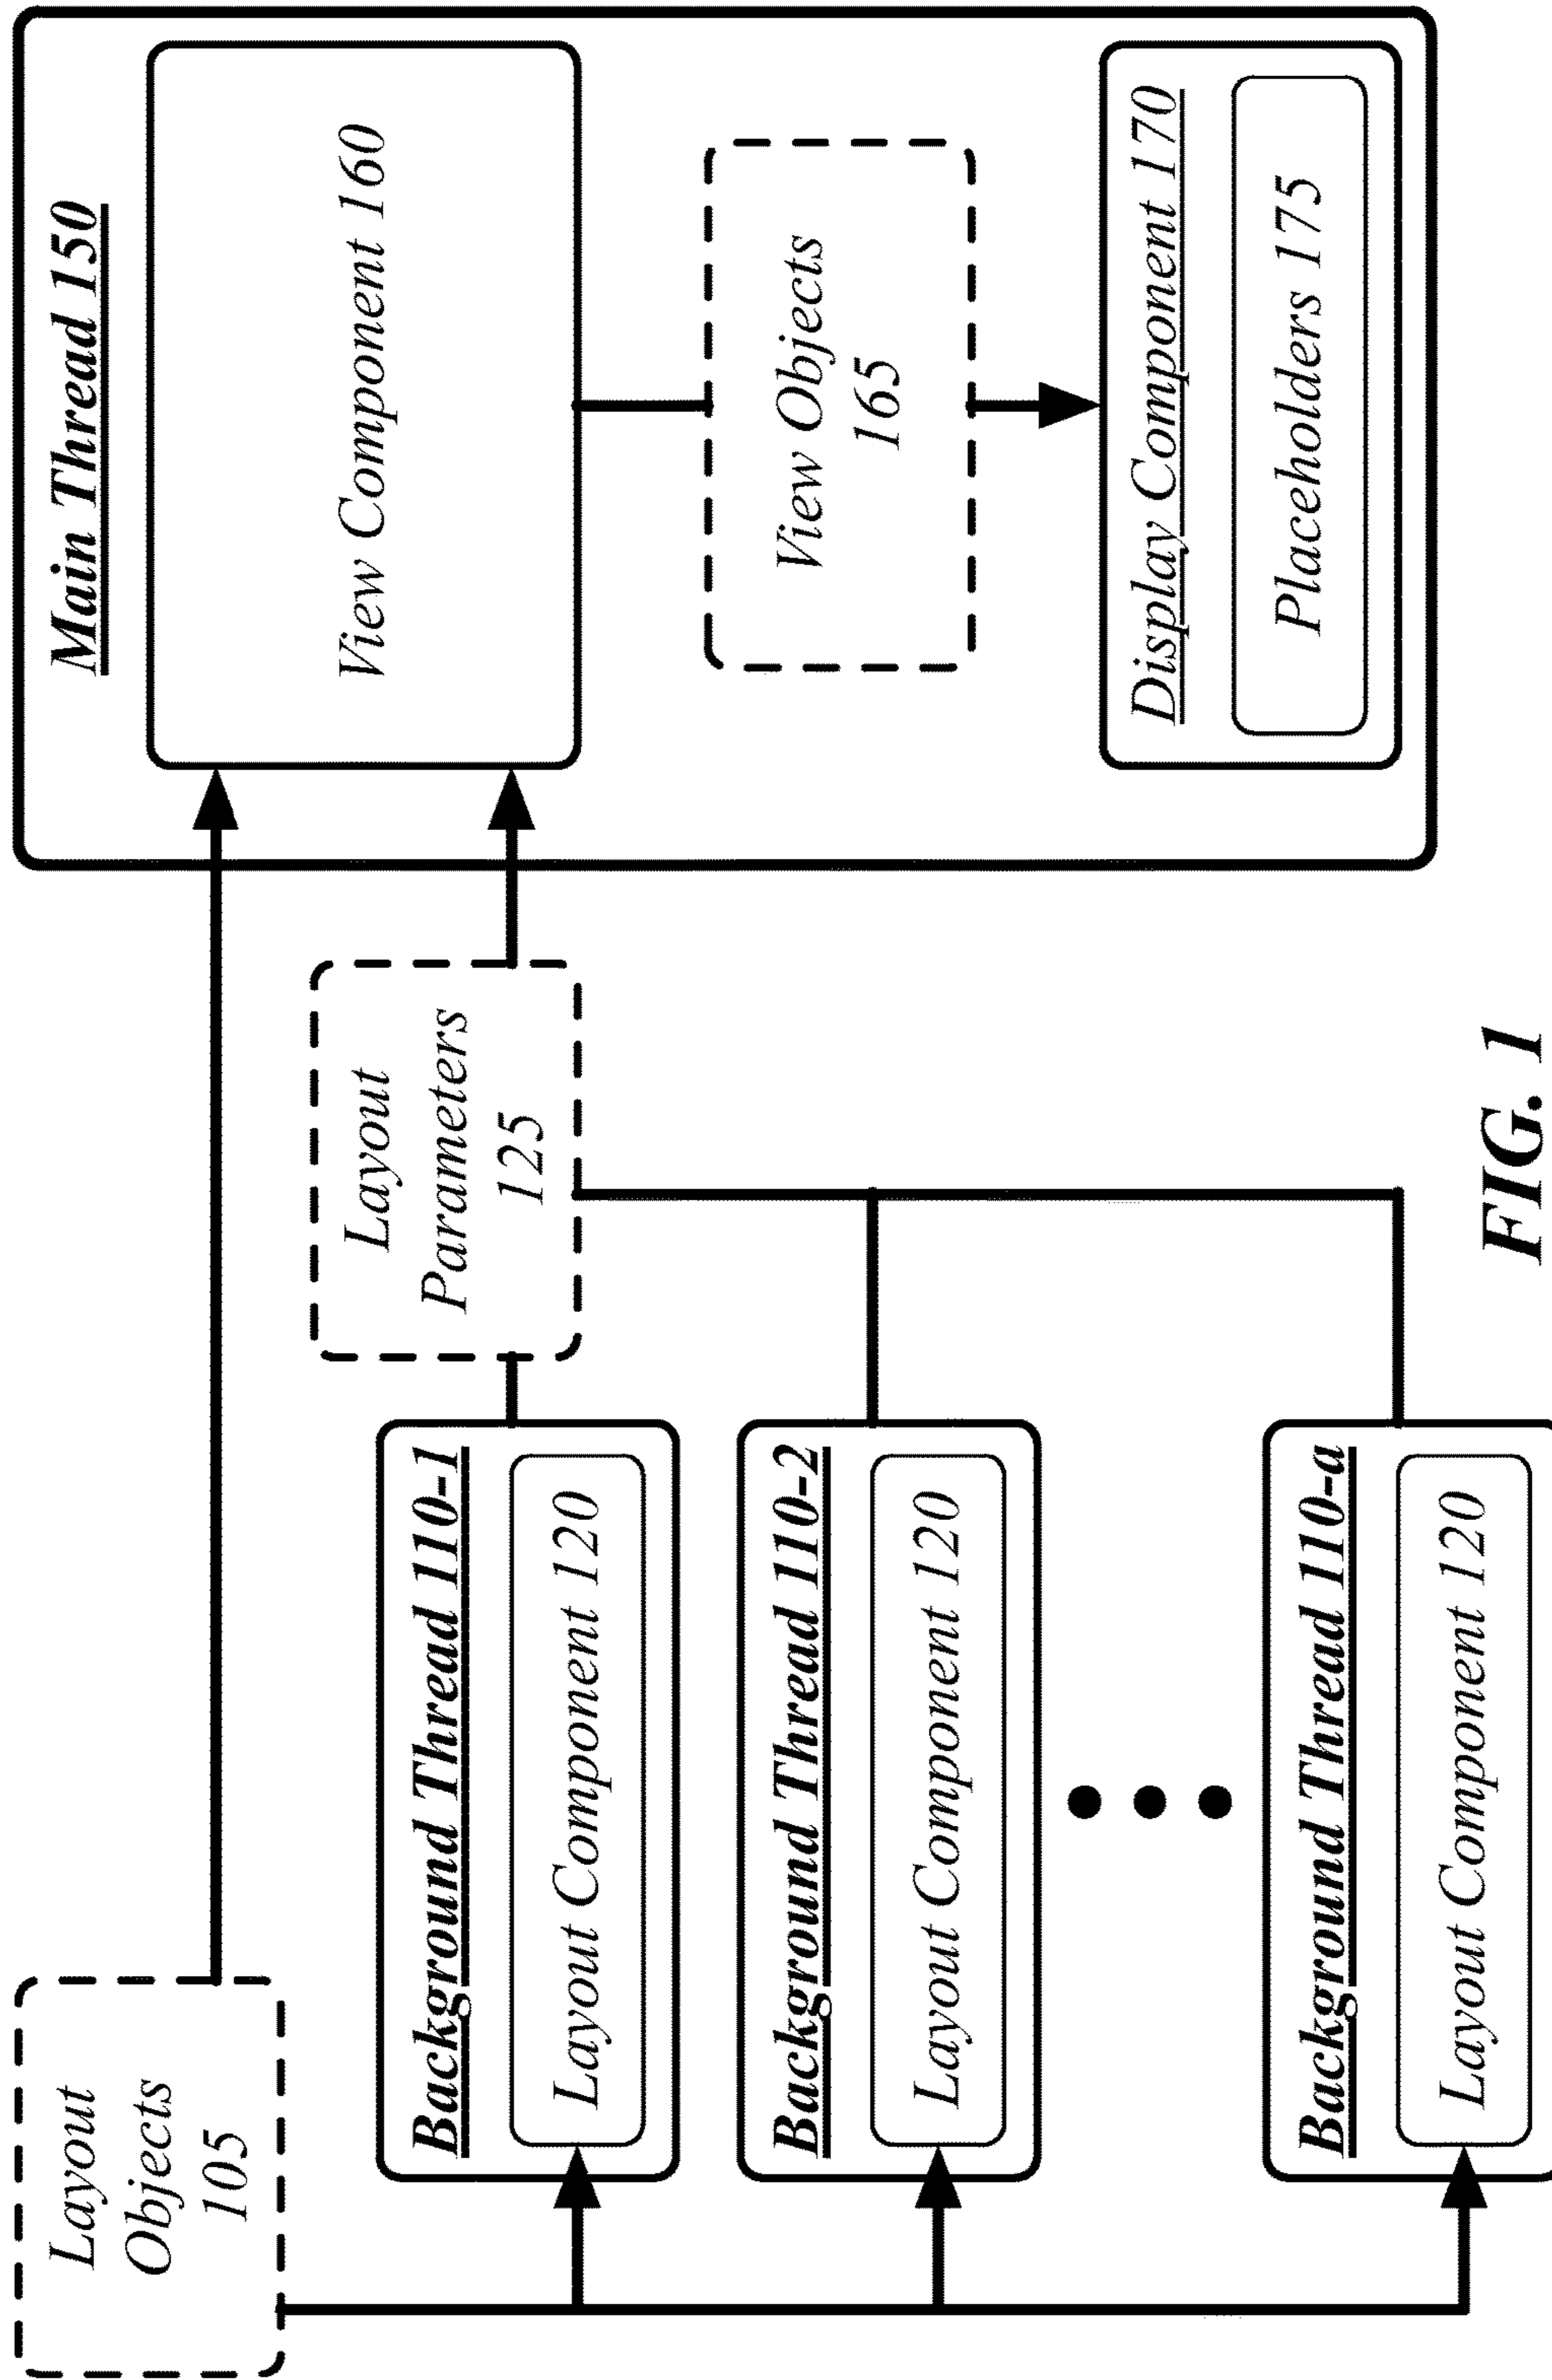 Layout
Objects
105
Background Thread 110-1
Layout Component 120
Background Thread 110-2
Layout Component 120
Background Thread 110-a
Layout Component 120
Layout
Parameters
125
Main Thread 150
View Component 160
View Objects
165
Display Component 170
Placeholders 175
FIG. 1